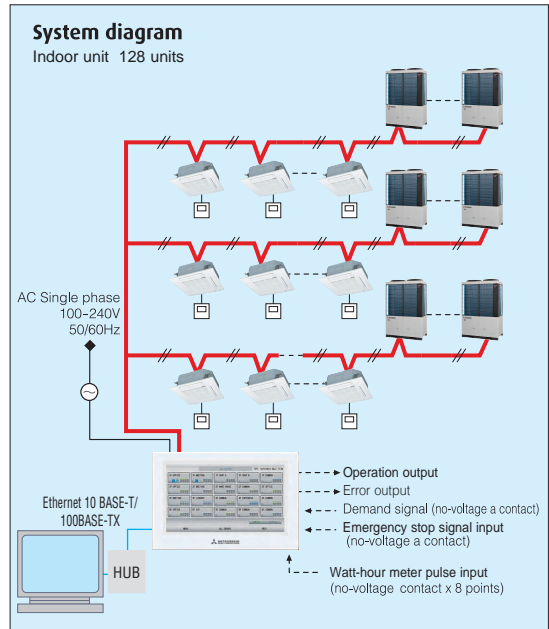 System diagram
Indoor unit 128 units
AC Single phase
100-240V
50/60Hz
Ethernet 10 BASE-T/
100BASE-TX
HUB
Operation output
Error output
Demand signal (no-voltage a contact)
Emergency stop signal input
(no-voltage a contact)
Watt-hour meter pulse input
(no-voltage contact x 8 points)